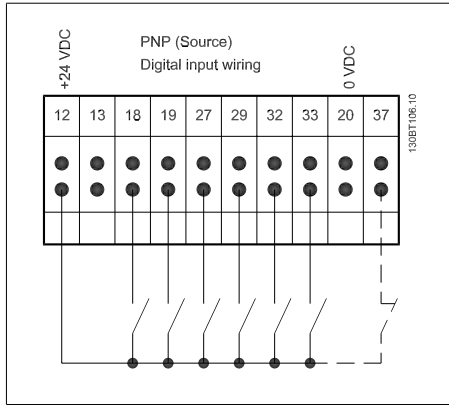 PNP (Source)
Digital input wiring
+24 VDC
0 VDC
12 13 18 19 27 29 32 33 20 37
130BT106.10